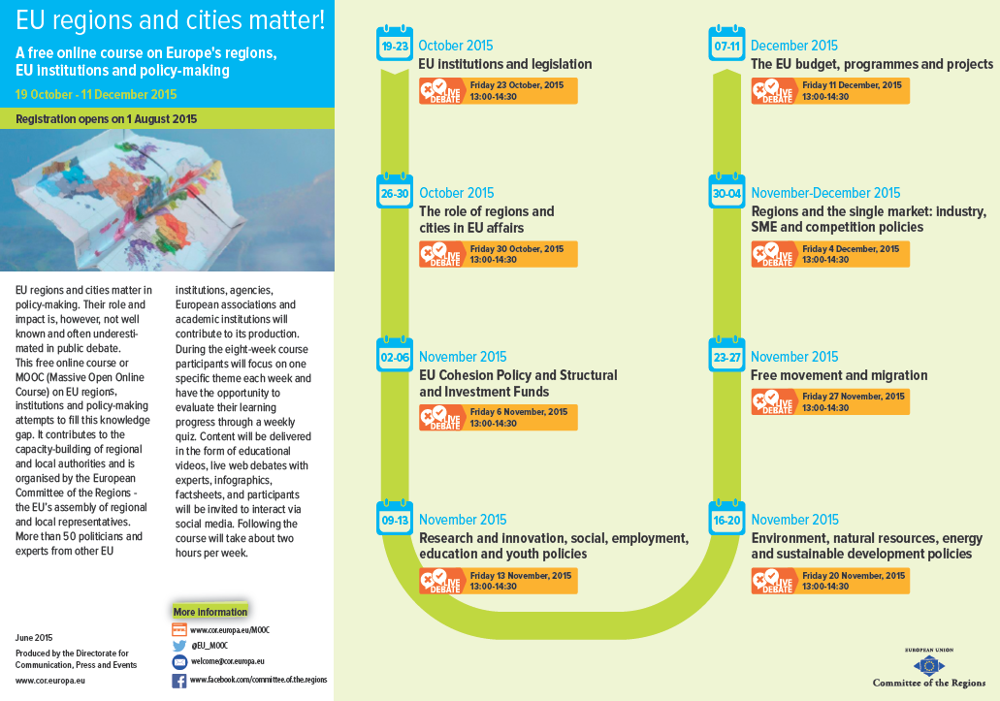 EU regions and cities matter!
A free online course on Europe's regions,
EU institutions and policy-making
19 October - 11 December 2015
Registration opens on 1 August 2015
EU regions and cities matter in
policy-making. Their role and
impact is, however, not well
known and often underesti-
mated in public debate.
This free online course or
MOOC (Massive Open Online
Course) on EU regions,
institutions and policy-making
attempts to fill this knowledge
gap. It contributes to the
capacity-building of regional
and local authorities and is
organised by the European
Committee of the Regions -
the EU's assembly of regional
and local representatives.
More than 50 politicians and
experts from other EU
institutions, agencies,
European associations and
academic institutions will
contribute to its production.
During the eight-week course
participants will focus on one
specific theme each week and
have the opportunity to
evaluate their learning
progress through a weekly
quiz. Content will be delivered
in the form of educational
videos, live web debates with
experts, infographics,
factsheets, and participants
will be invited to interact via
social media. Following the
course will take about two
hours per week.
June 2015
Produced by the Directorate for
Communication, Press and Events
www.cor.europa.eu
More information
www.cor.europa.eu/MOOC
@EU_MOOC
welcome@cor.europa.eu
www.facebook.com/committee.of.the.regions
19-23
October 2015
EU institutions and legislation
LIVE DEBATE
Friday 23 October, 2015
13:00-14:30
26-30
October 2015
The role of regions and
cities in EU affairs
LIVE DEBATE
Friday 30 October, 2015
13:00-14:30
02-06
November 2015
EU Cohesion Policy and Structural
and Investment Funds
LIVE DEBATE
Friday 6 November, 2015
13:00-14:30
09-13
November 2015
Research and innovation, social, employment,
education and youth policies
LIVE DEBATE
Friday 13 November, 2015
13:00-14:30
16-20
November 2015
Environment, natural resources, energy
and sustainable development policies
LIVE DEBATE
Friday 20 November, 2015
13:00-14:30
23-27
November 2015
Free movement and migration
LIVE DEBATE
Friday 27 November, 2015
13:00-14:30
30-04
November-December 2015
Regions and the single market: industry,
SME and competition policies
LIVE DEBATE
Friday 4 December, 2015
13:00-14:30
07-11
December 2015
The EU budget, programmes and projects
LIVE DEBATE
Friday 11 December, 2015
13:00-14:30
EUROPEAN UNION
Committee of the Regions